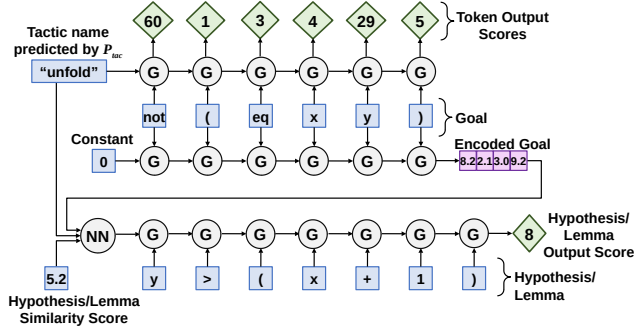 60 1 3 4 29 5
Token Output
Scores
Tactic name
predicted by P_tac
"unfold"
G G G G G G
not ( eq x y )
Goal
Constant
0
G G G G G G
Encoded Goal
8.2 2.1 3.0 9.2
NN
G G G G G G G
8
Hypothesis/
Lemma
Output Score
5.2
y > ( x + 1 )
Hypothesis/
Lemma
Hypothesis/Lemma
Similarity Score